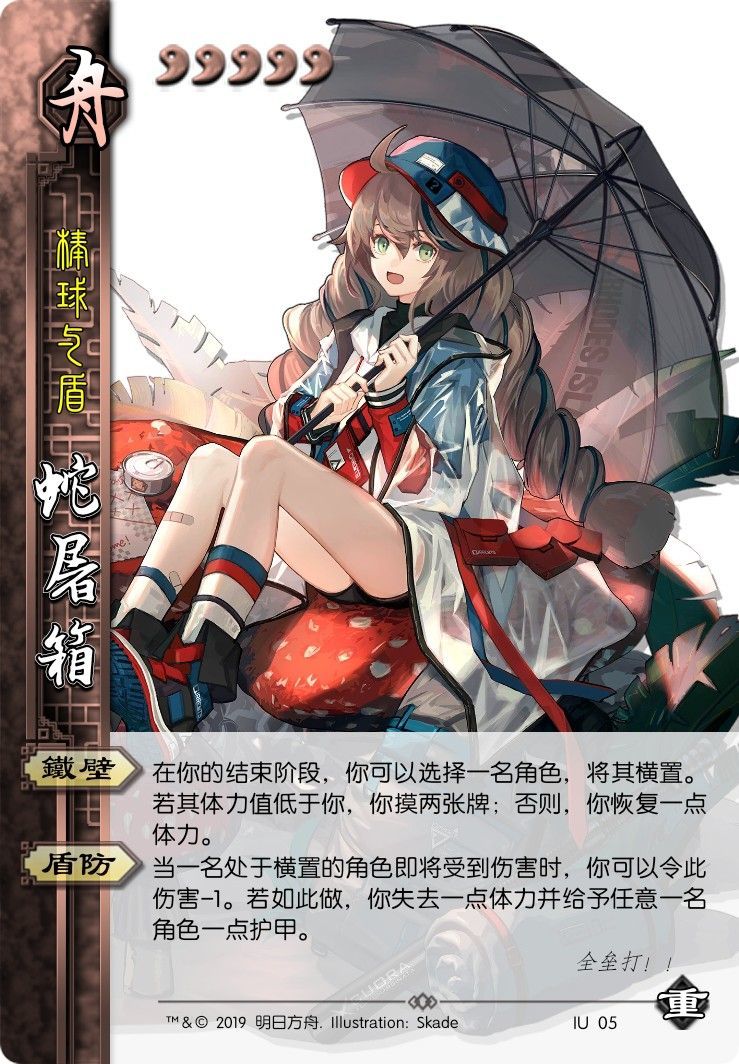 舟
棒球与盾
蛇屠箱
RHODES ISL
鐵壁
在你的结束阶段，你可以选择一名角色，将其横置。
若其体力值低于你，你摸两张牌；否则，你恢复一点
体力。
盾防
当一名处于横置的角色即将受到伤害时，你可以令此
伤害-1。若如此做，你失去一点体力并给予任意一名
角色一点护甲。
全垒打！！
重
™&© 2019 明日方舟. Illustration: Skade
IU 05